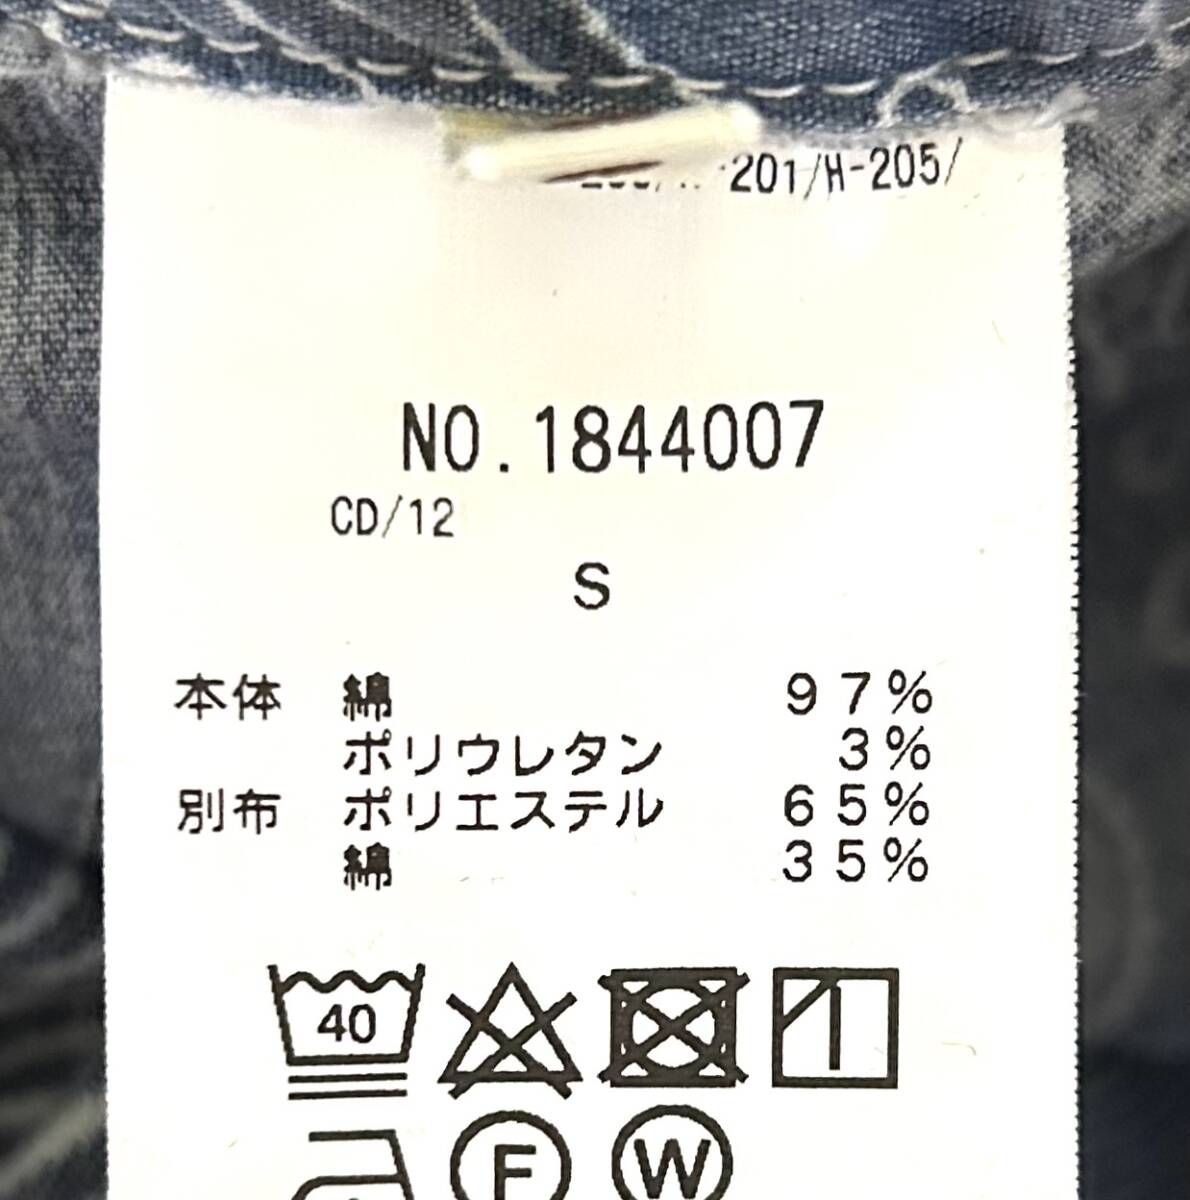 201/H-205/
NO.1844007
CD/12
S
本体 綿 97%
ポリウレタン 3%
別布 ポリエステル 65%
綿 35%
40
F W